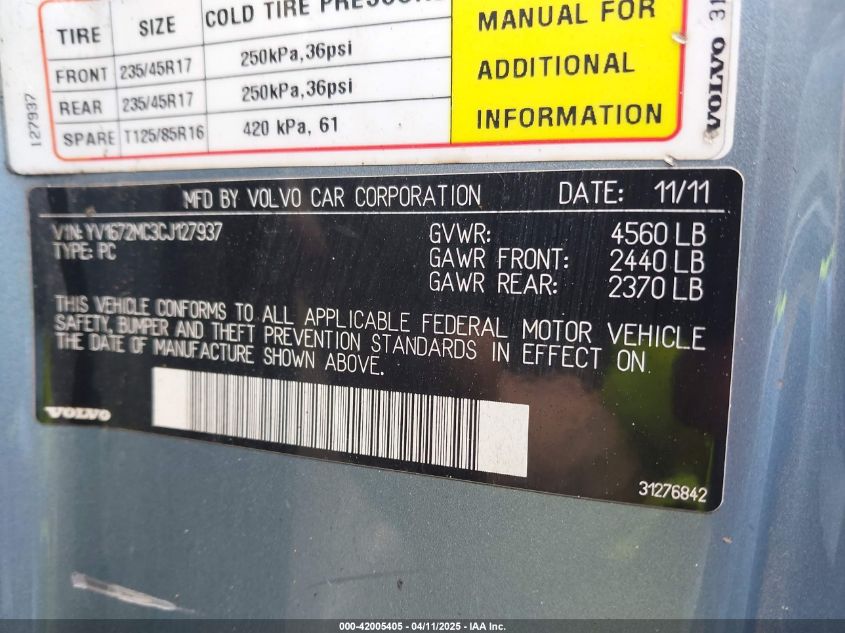 COLD TIRE PRESSURE
TIRE SIZE
FRONT 235/45R17 250kPa,36psi
REAR 235/45R17 250kPa,36psi
SPARE T125/85R16 420 kPa, 61
MANUAL FOR
ADDITIONAL
INFORMATION
127937
VOLVO 31
MFD BY VOLVO CAR CORPORATION DATE: 11/11
VIN: YV1672MC3CJ127937
TYPE: PC
GVWR: 4560 LB
GAWR FRONT: 2440 LB
GAWR REAR: 2370 LB
THIS VEHICLE CONFORMS TO ALL APPLICABLE FEDERAL MOTOR VEHICLE
SAFETY, BUMPER AND THEFT PREVENTION STANDARDS IN EFFECT ON
THE DATE OF MANUFACTURE SHOWN ABOVE.
VOLVO
31276842
000-42005405 - 04/11/2025 - IAA Inc.